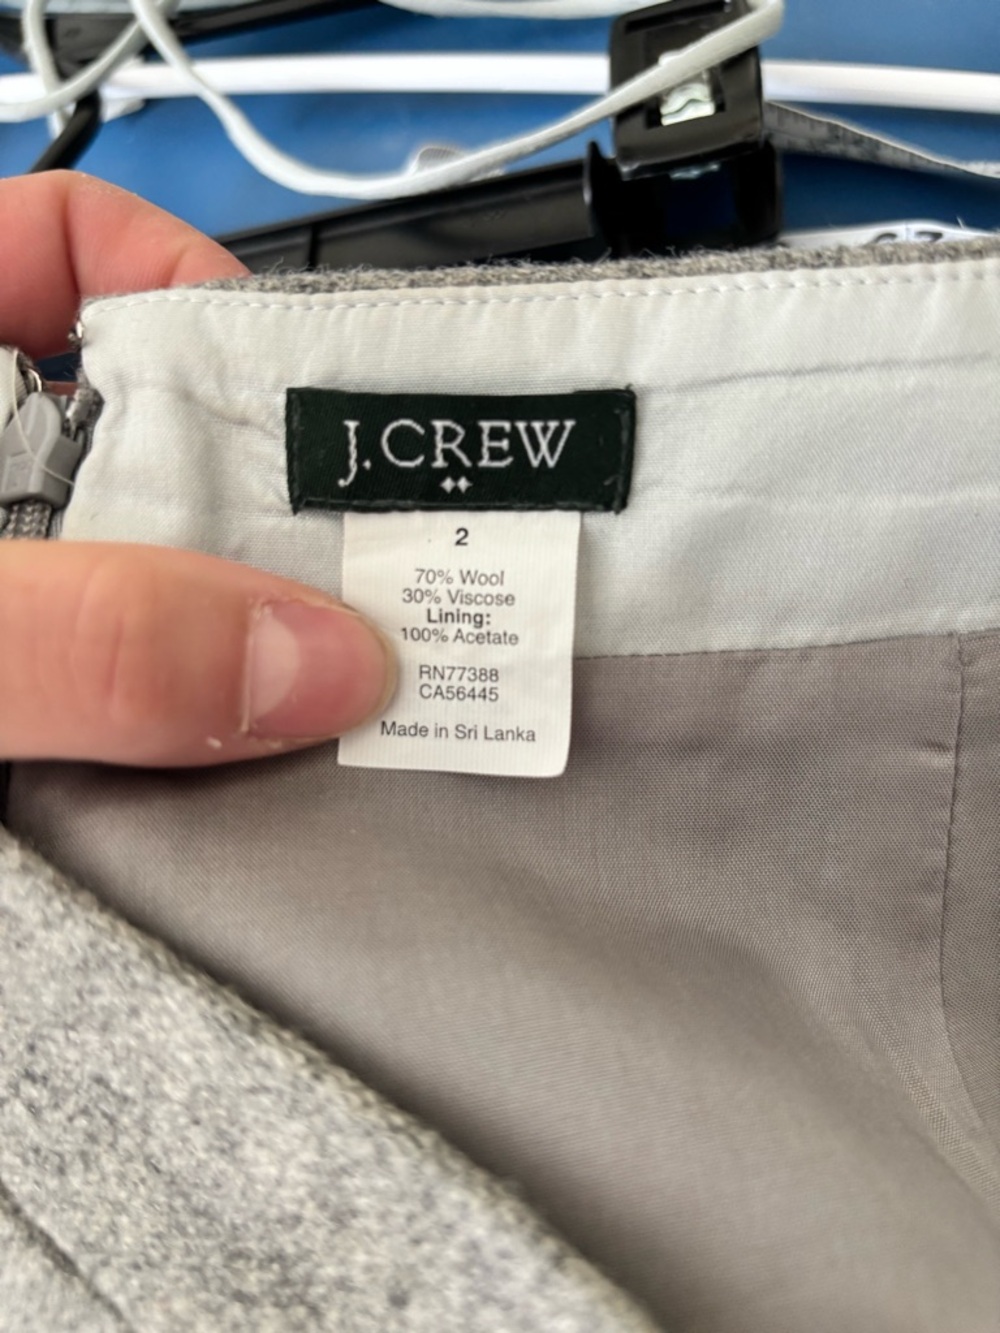 J. CREW
2
70% Wool
30% Viscose
Lining:
100% Acetate
RN77388
CA56445
Made in Sri Lanka